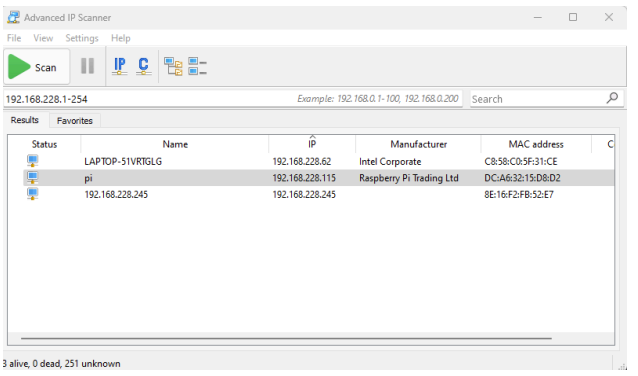 Advanced IP Scanner
File View Settings Help
Scan IP C
192.168.228.1-254 Example: 192.168.0.1-100, 192.168.0.200 Search
Results Favorites
Status Name IP Manufacturer MAC address C
LAPTOP-51VRTGLG 192.168.228.62 Intel Corporate C8:58:C0:5F:31:CE
pi 192.168.228.115 Raspberry Pi Trading Ltd DC:A6:32:15:D8:D2
192.168.228.245 192.168.228.245 8E:16:F2:FB:52:E7
3 alive, 0 dead, 251 unknown